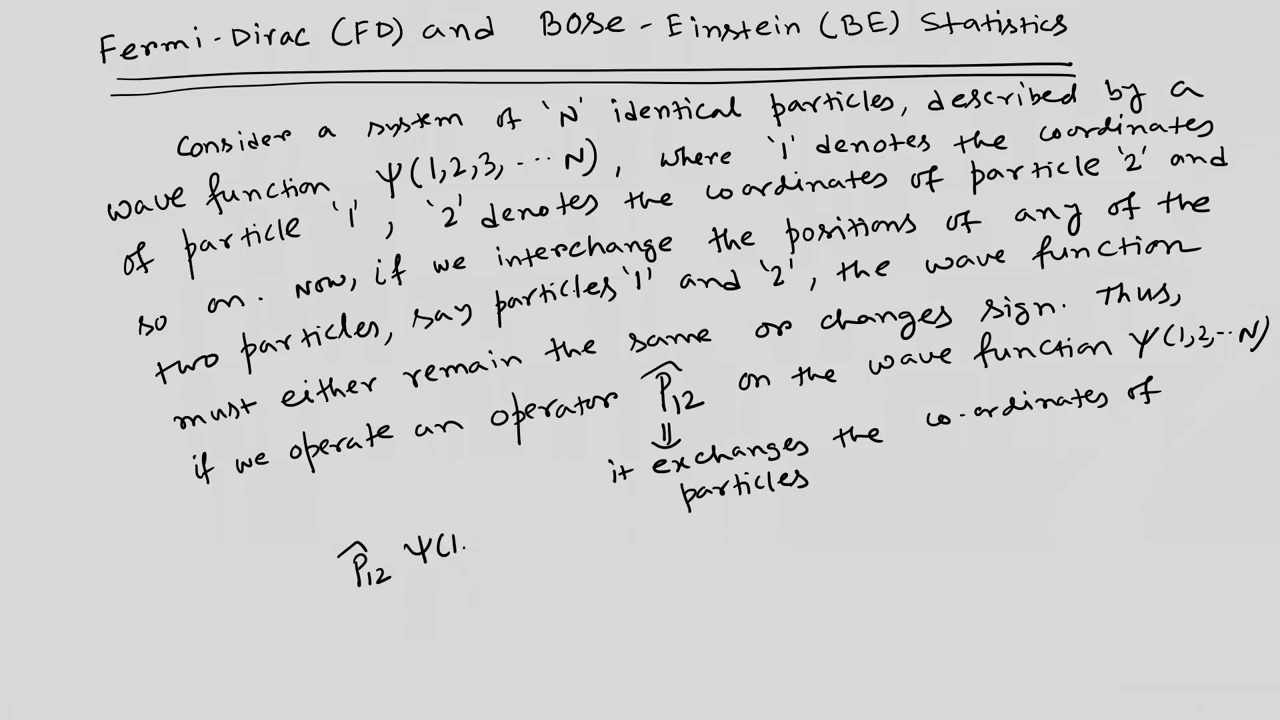 Fermi-Dirac (FD) and Bose-Einstein (BE) Statistics
Consider a system of 'N' identical particles, described by a
wave function Ψ(1,2,3, ... N), where '1' denotes the coordinates
of particle '1', '2' denotes the coordinates of particle '2' and
so on. Now, if we interchange the positions of any of the
two particles, say particles '1' and '2', the wave function
must either remain the same or changes sign. Thus,
if we operate an operator P̂12 on the wave function Ψ(1,2,...N)
⇓
it exchanges the co-ordinates of
particles
P̂12 Ψ(1.